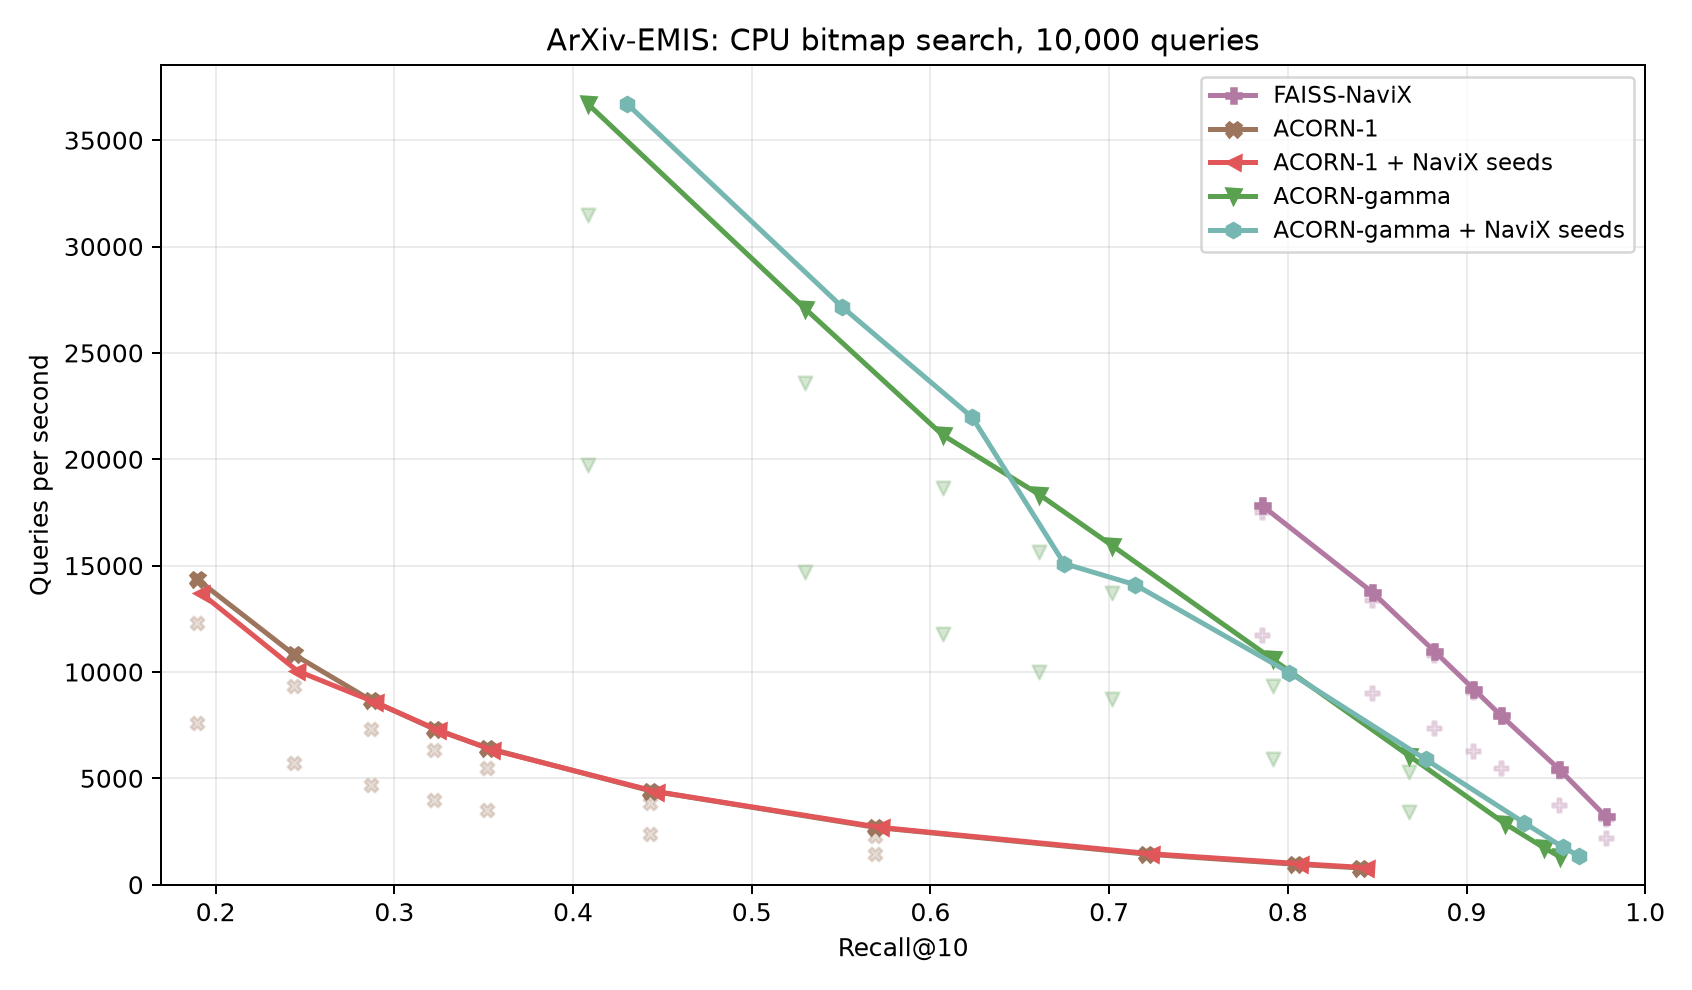 ArXiv-EMIS: CPU bitmap search, 10,000 queries
FAISS-NaviX
ACORN-1
ACORN-1 + NaviX seeds
ACORN-gamma
ACORN-gamma + NaviX seeds
Queries per second
35000
30000
25000
20000
15000
10000
5000
0
0.2 0.3 0.4 0.5 0.6 0.7 0.8 0.9 1.0
Recall@10